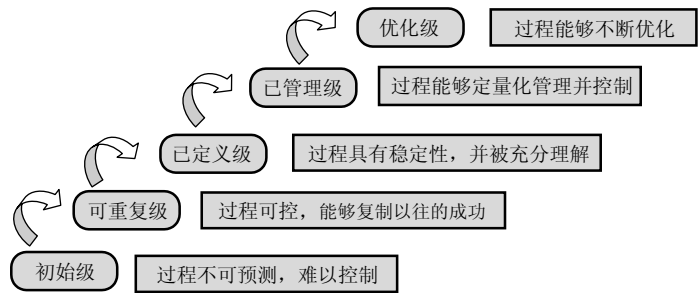 优化级 过程能够不断优化
已管理级 过程能够定量化管理并控制
已定义级 过程具有稳定性，并被充分理解
可重复级 过程可控，能够复制以往的成功
初始级 过程不可预测，难以控制